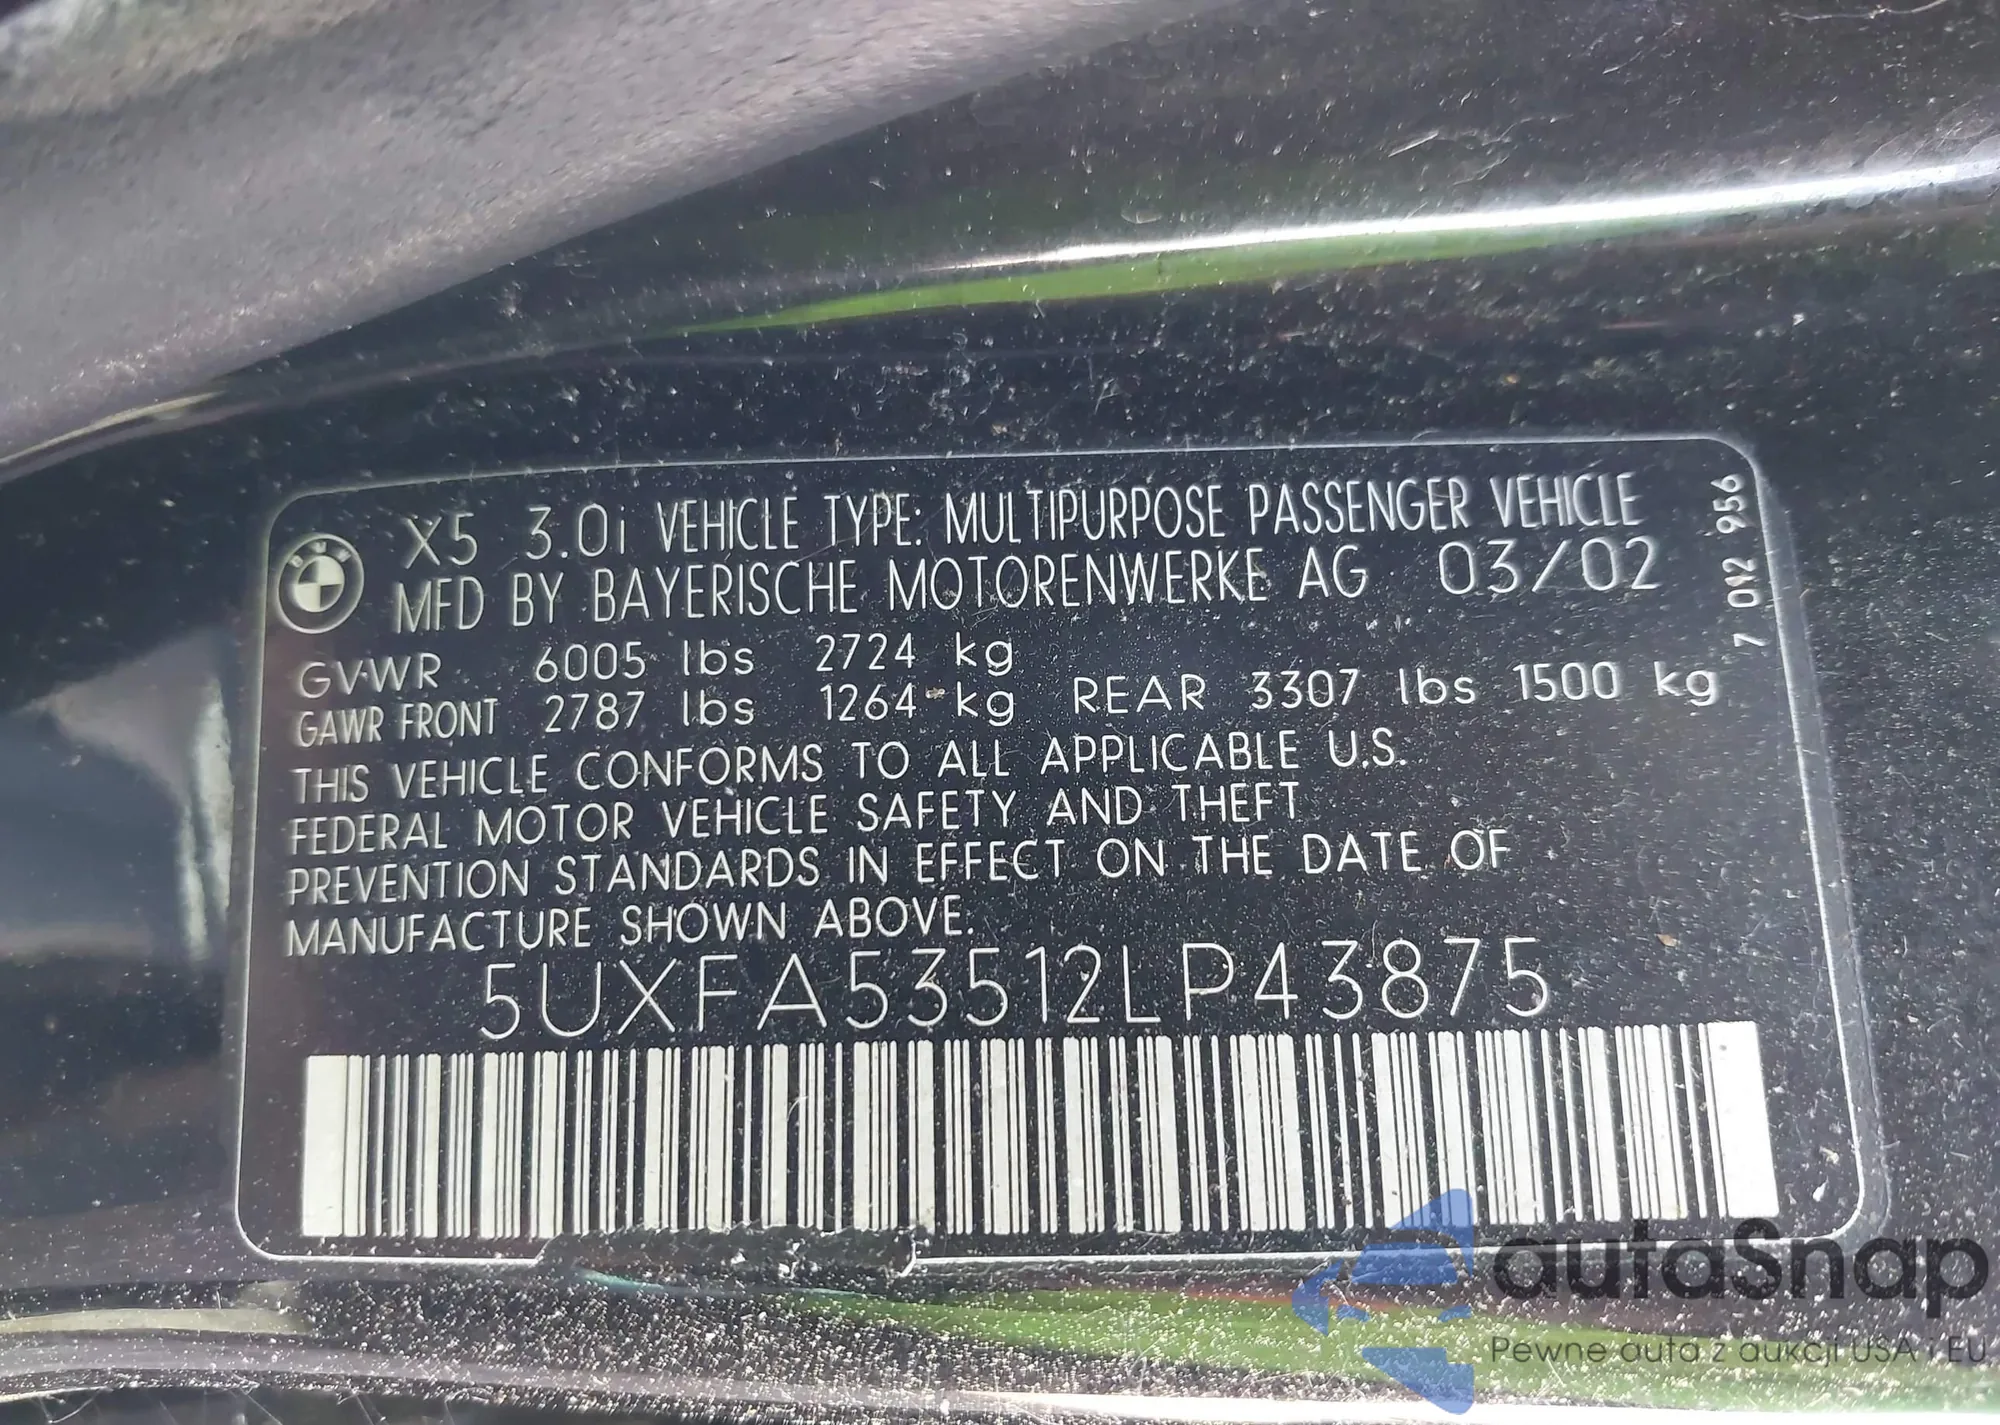 BMW
X5 3.0i VEHICLE TYPE: MULTIPURPOSE PASSENGER VEHICLE
MFD BY BAYERISCHE MOTORENWERKE AG 03/02
GVWR 6005 lbs 2724 kg
GAWR FRONT 2787 lbs 1264 kg REAR 3307 lbs 1500 kg
THIS VEHICLE CONFORMS TO ALL APPLICABLE U.S.
FEDERAL MOTOR VEHICLE SAFETY AND THEFT
PREVENTION STANDARDS IN EFFECT ON THE DATE OF
MANUFACTURE SHOWN ABOVE.
5UXFA53512LP43875
7 012 956
autaSnap
Pewne auta z aukcji USA i EU